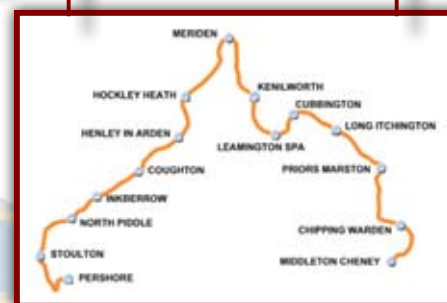 MERIDEN
HOCKLEY HEATH
KENILWORTH
CUBBINGTON
HENLEY IN ARDEN
LONG ITCHINGTON
LEAMINGTON SPA
COUGHTON
PRIORS MARSTON
INKBERROW
NORTH PIDDLE
CHIPPING WARDEN
STOULTON
MIDDLETON CHENEY
PERSHORE